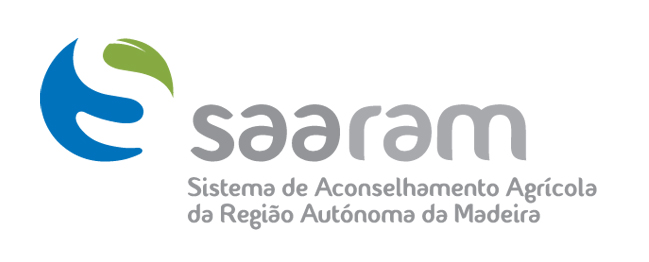 saaram
Sistema de Aconselhamento Agrícola
da Região Autónoma da Madeira